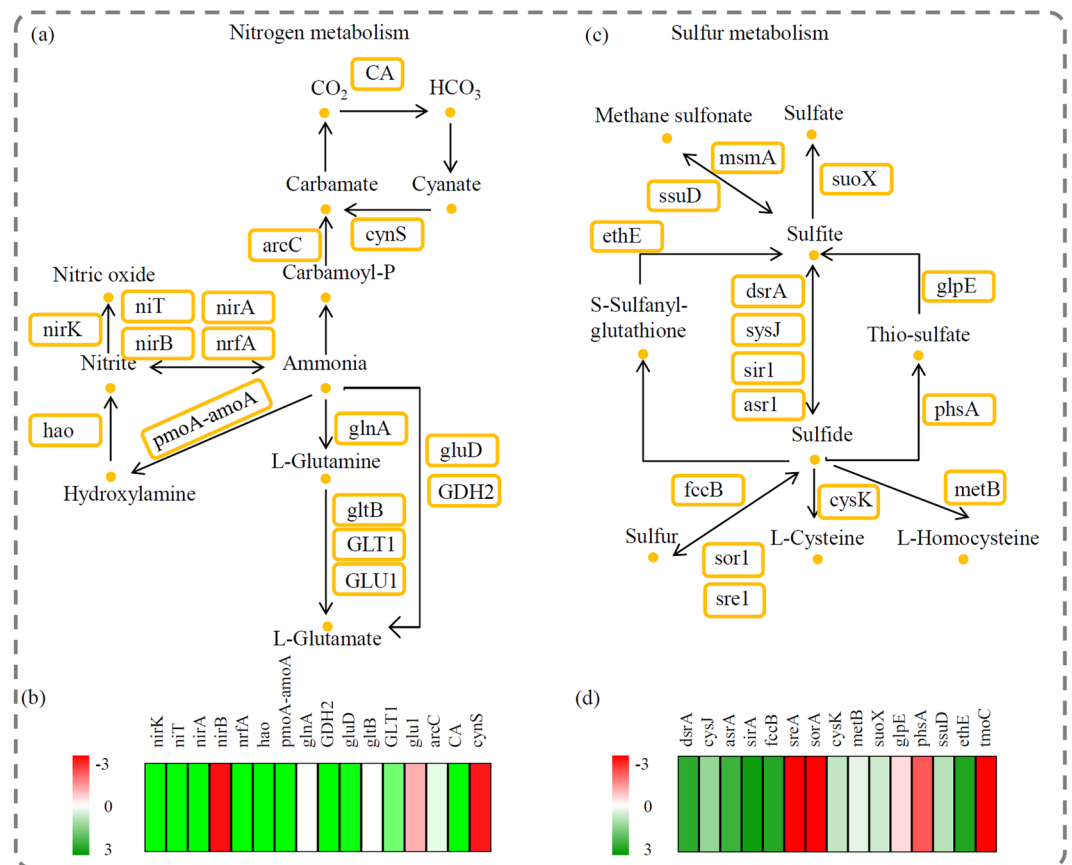 (a) Nitrogen metabolism
CA
CO2 HCO3
Carbamate Cyanate
cynS
arcC
Carbamoyl-P
Nitric oxide
niT nirA
nirK
nirB nrfA
Nitrite Ammonia
pmoA-amoA
hao
glnA
gluD
L-Glutamine
GDH2
Hydroxylamine
gltB
GLT1
GLU1
L-Glutamate
(c) Sulfur metabolism
Methane sulfonate Sulfate
msmA
suoX
ssuD
ethE Sulfite
dsrA glpE
S-Sulfanyl-
glutathione
sysJ Thio-sulfate
sir1
asr1 phsA
Sulfide
fccB metB
cysK
Sulfur L-Cysteine L-Homocysteine
sor1
sre1
(b)
nirK niT nirA nirB nrfA hao pmoA-amoA glnA GDH2 gluD gltB GLT1 glu1 arcC CA cynS
-3
0
3
(d)
dsrA cysJ asrA sirA fccB sreA sorA cysK metB suoX glpE phsA ssuD ethE tmoC
-3
0
3